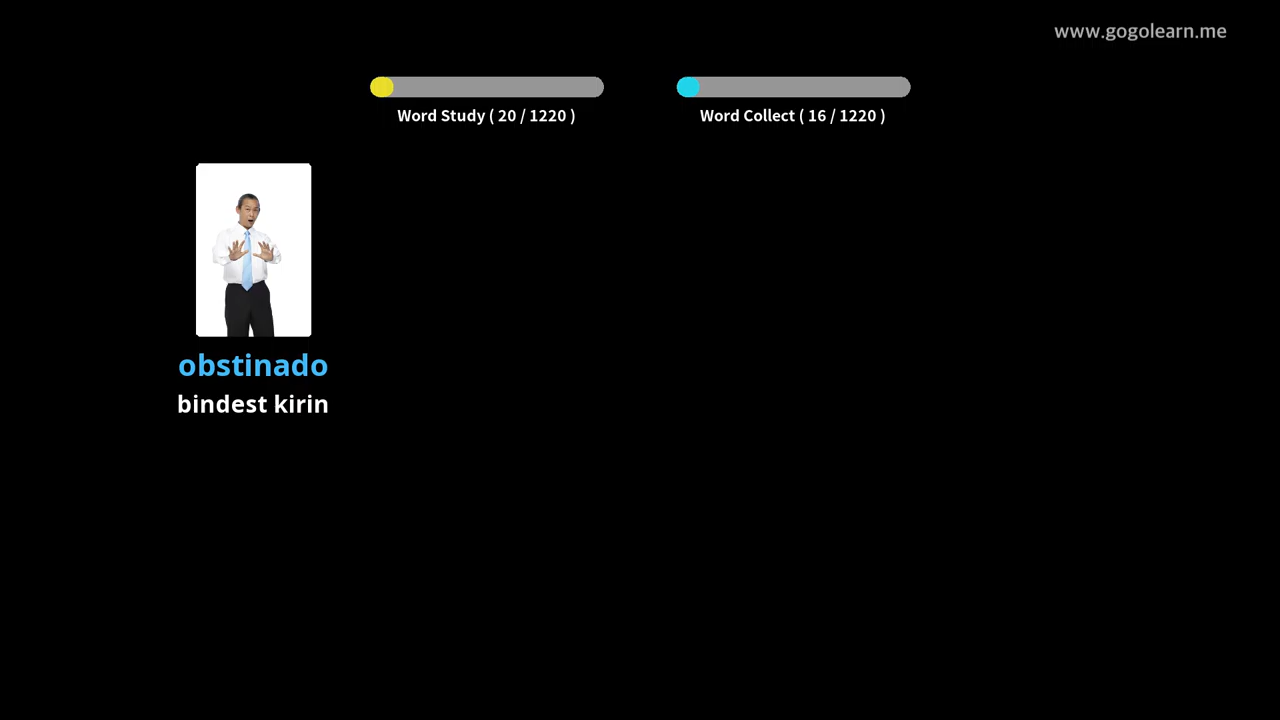 www.gogolearn.me
Word Study ( 20 / 1220 )
Word Collect ( 16 / 1220 )
obstinado
bindest kirin